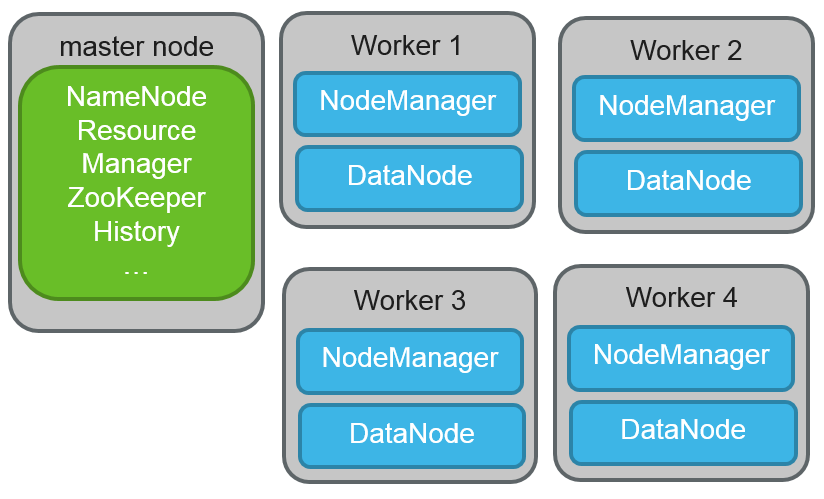 master node
NameNode
Resource
Manager
ZooKeeper
History
...
Worker 1
NodeManager
DataNode
Worker 2
NodeManager
DataNode
Worker 3
NodeManager
DataNode
Worker 4
NodeManager
DataNode